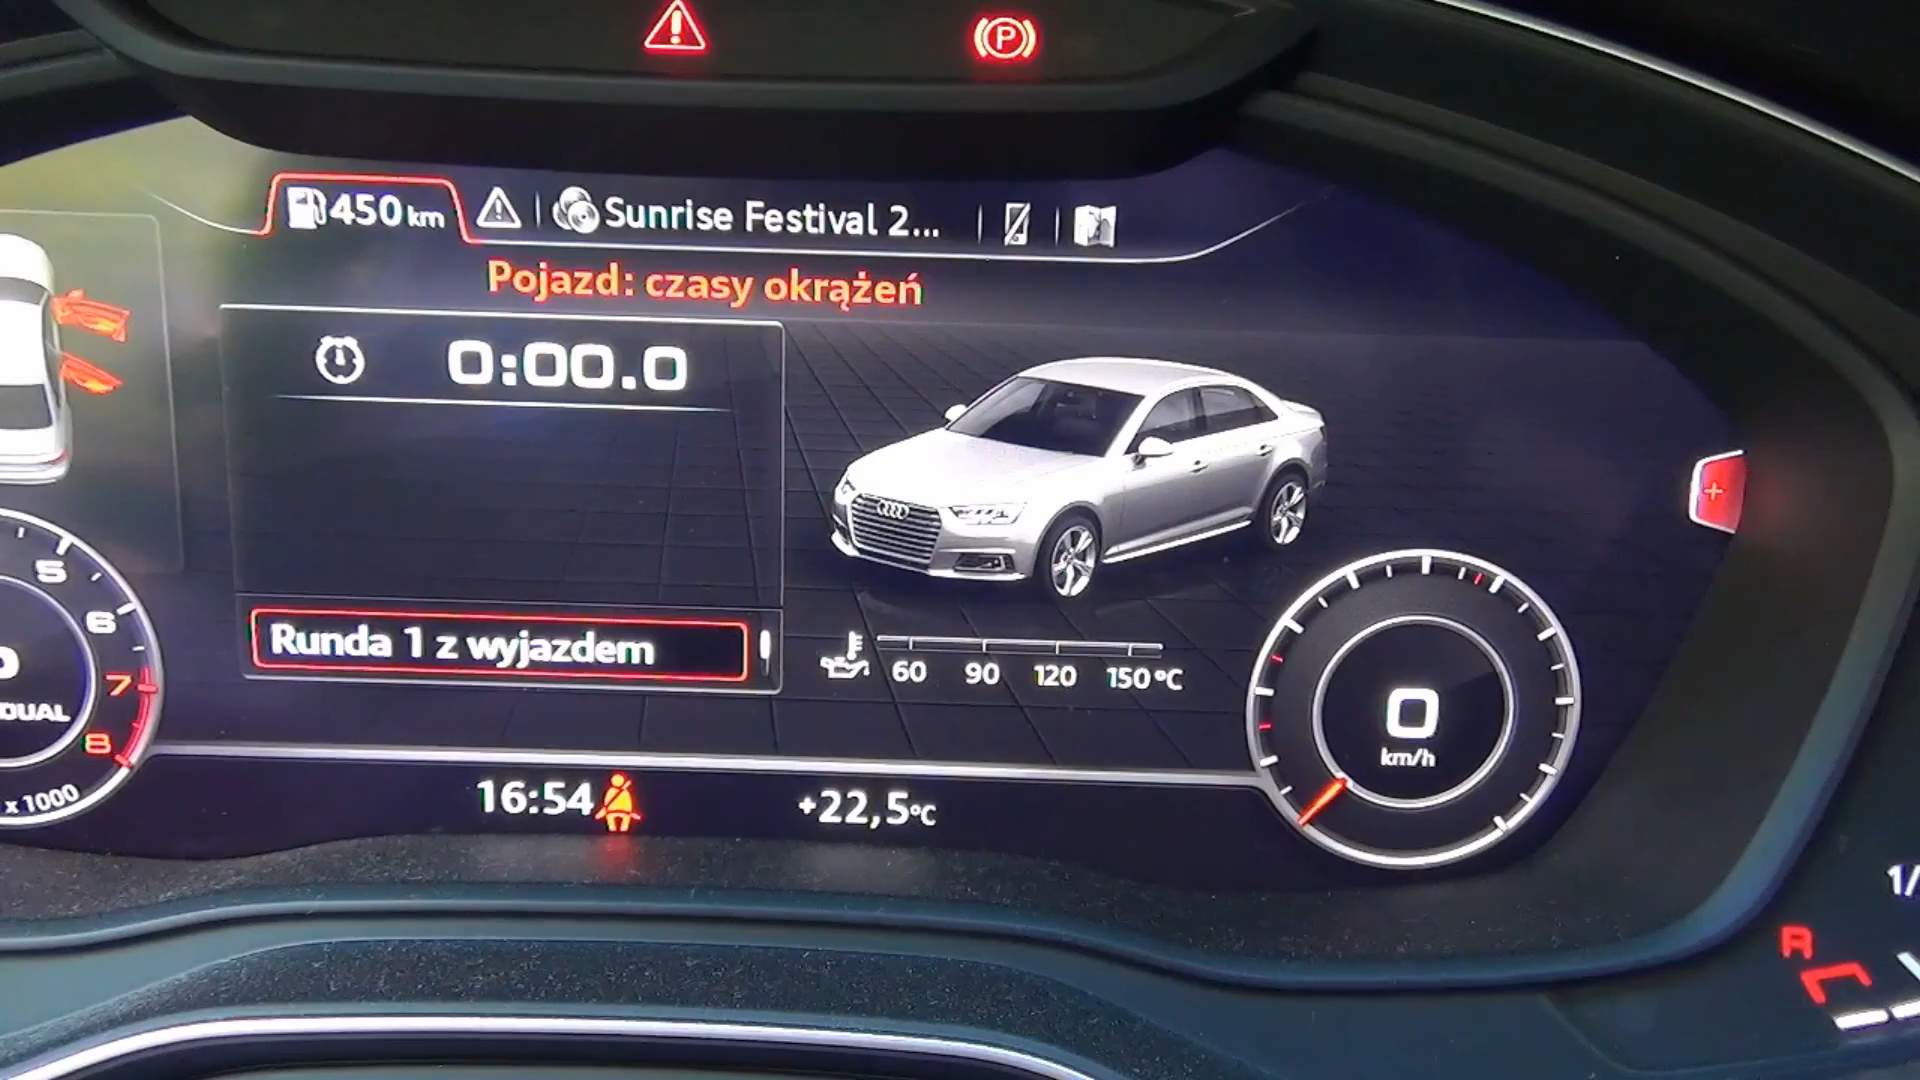 P
450 km
Sunrise Festival 2...
Pojazd: czasy okrążeń
0:00.0
Runda 1 z wyjazdem
60 90 120 150 °C
5
6
7
8
x 1000
0
km/h
+
16:54
+22,5°C
1/
R